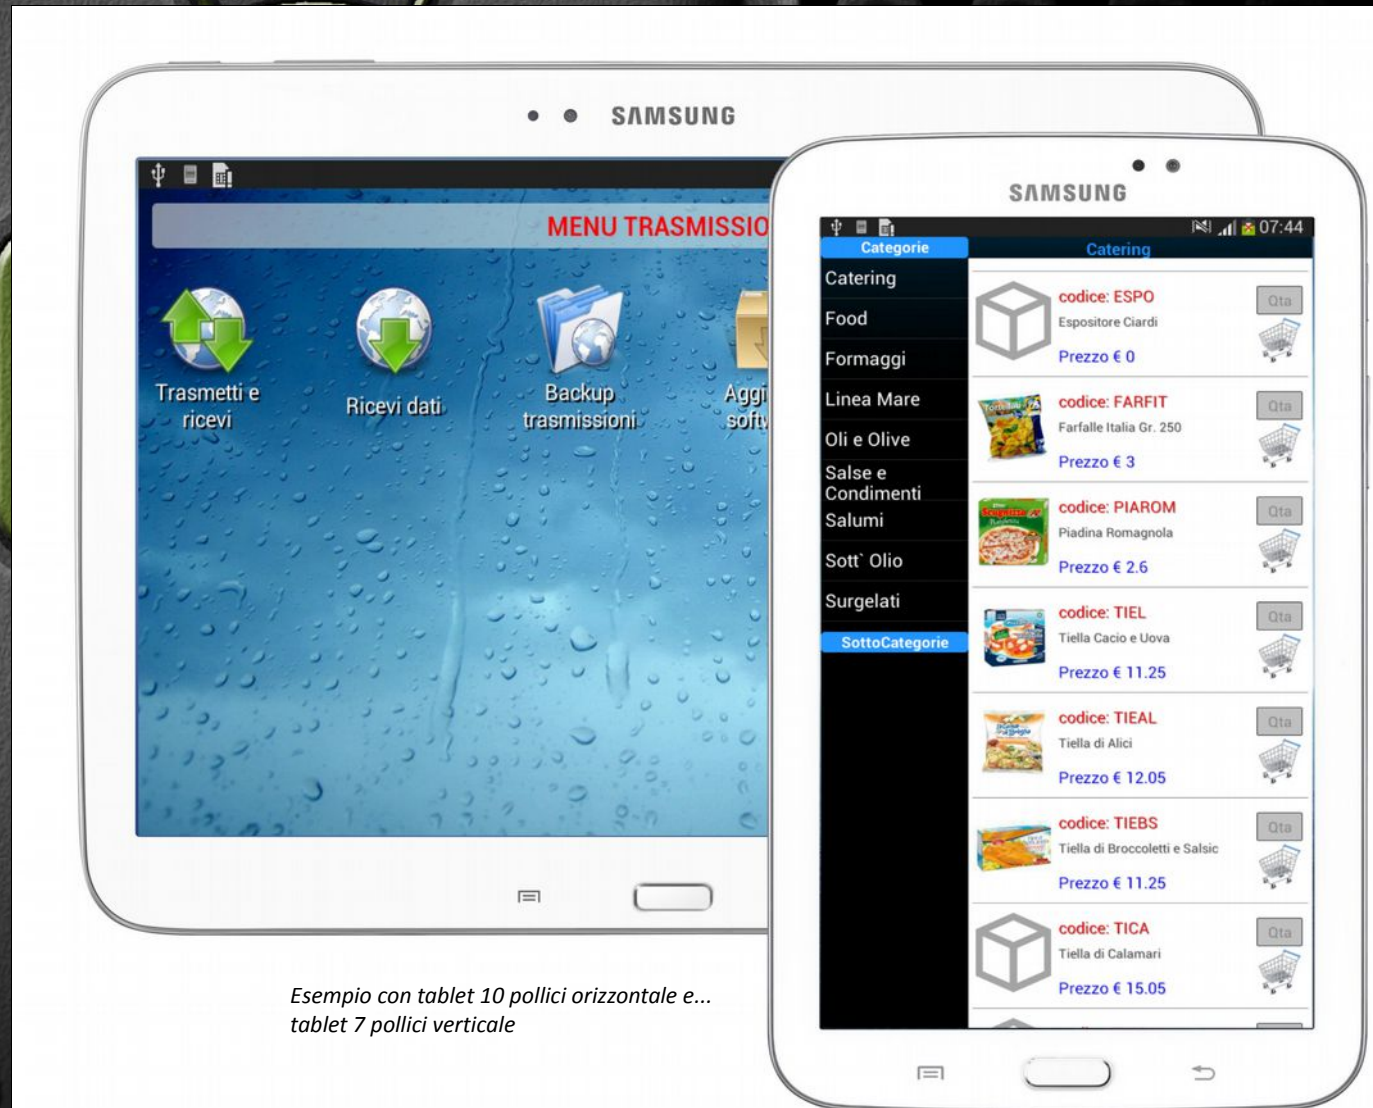 SAMSUNG
MENU TRASMISSIO
Trasmetti e
ricevi
Ricevi dati
Backup
trasmissioni
Aggi
softw
SAMSUNG
07:44
Categorie
Catering
Food
Formaggi
Linea Mare
Oli e Olive
Salse e
Condimenti
Salumi
Sott` Olio
Surgelati
SottoCategorie
Catering
codice: ESPO
Espositore Ciardi
Prezzo € 0
Qta
codice: FARFIT
Farfalle Italia Gr. 250
Prezzo € 3
Qta
codice: PIAROM
Piadina Romagnola
Prezzo € 2.6
Qta
codice: TIEL
Tiella Cacio e Uova
Prezzo € 11.25
Qta
codice: TIEAL
Tiella di Alici
Prezzo € 12.05
Qta
codice: TIEBS
Tiella di Broccoletti e Salsic
Prezzo € 11.25
Qta
codice: TICA
Tiella di Calamari
Prezzo € 15.05
Qta
Esempio con tablet 10 pollici orizzontale e...
tablet 7 pollici verticale